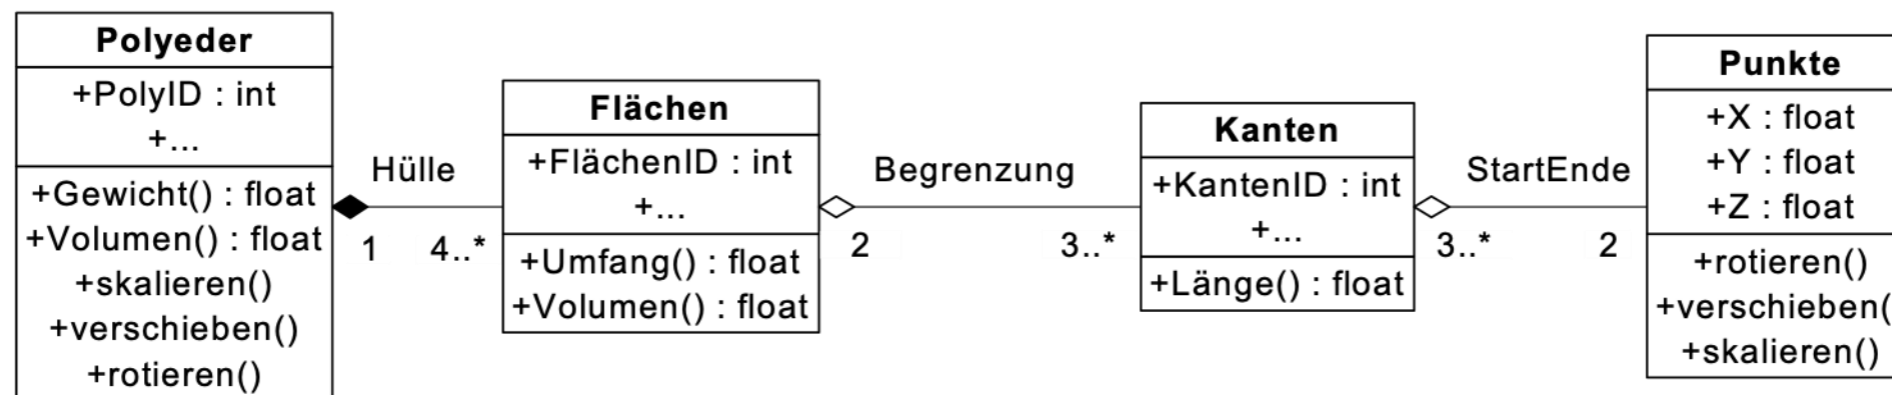 Polyeder
+PolyID : int
+...
+Gewicht() : float
+Volumen() : float
+skalieren()
+verschieben()
+rotieren()
Hülle
1
4..*
Flächen
+FlächenID : int
+...
+Umfang() : float
+Volumen() : float
Begrenzung
2
3..*
Kanten
+KantenID : int
+...
+Länge() : float
StartEnde
3..*
2
Punkte
+X : float
+Y : float
+Z : float
+rotieren()
+verschieben(
+skalieren()